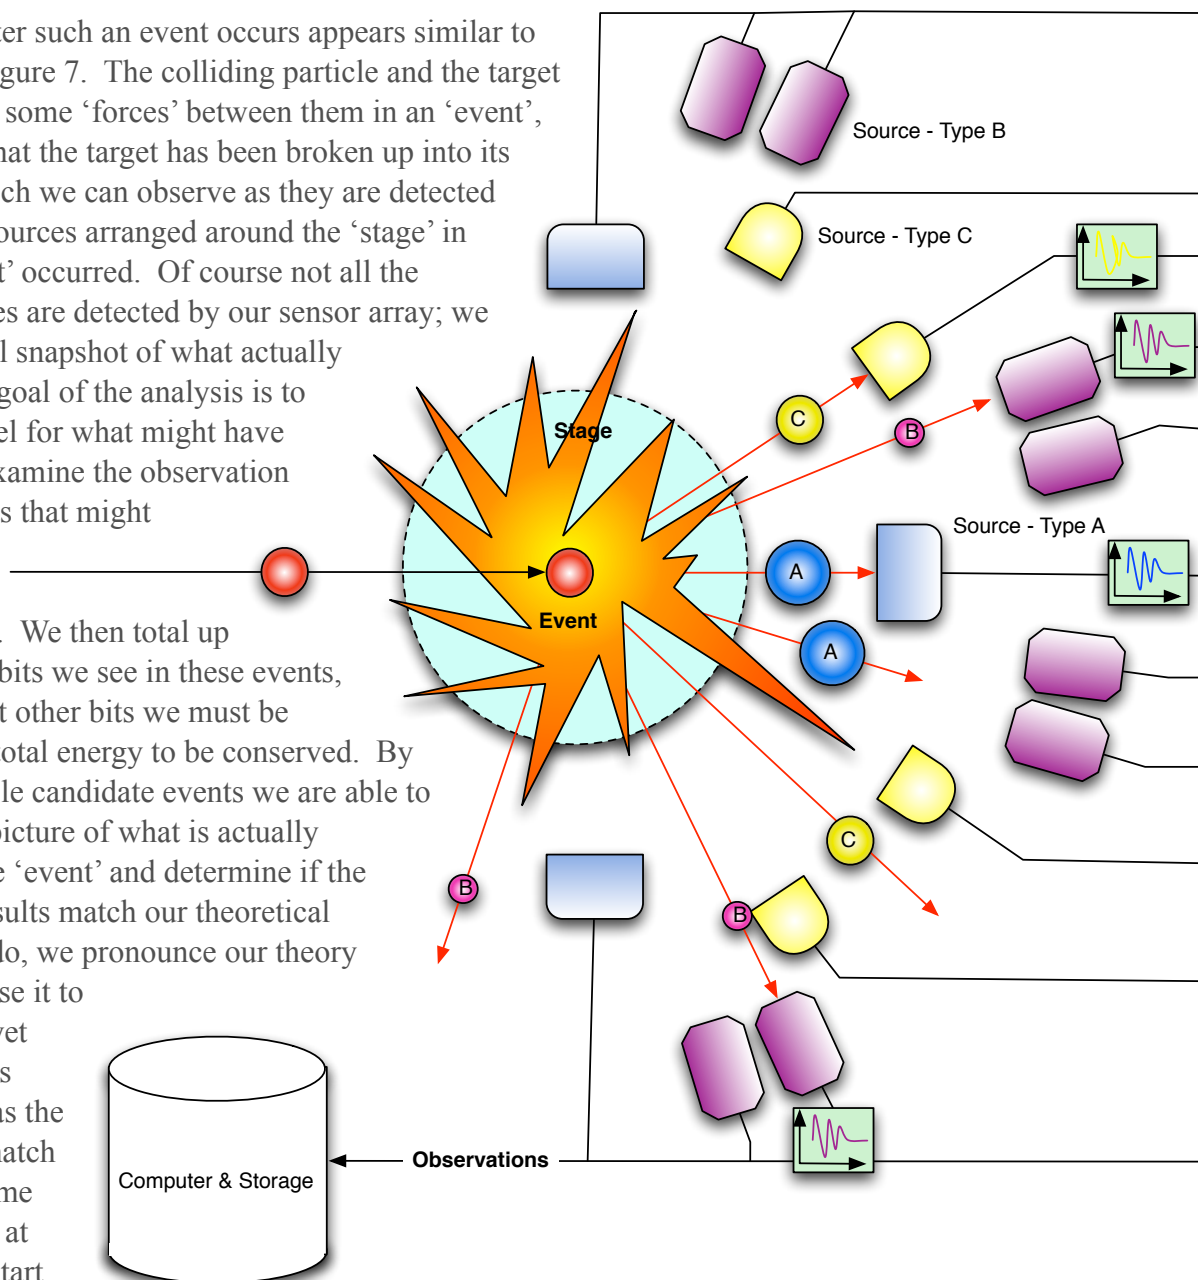 ter such an event occurs appears similar to
gure 7. The colliding particle and the target
some ‘forces’ between them in an ‘event’,
hat the target has been broken up into its
ch we can observe as they are detected
ources arranged around the ‘stage’ in
t’ occurred. Of course not all the
es are detected by our sensor array; we
l snapshot of what actually
goal of the analysis is to
el for what might have
xamine the observation
s that might
. We then total up
bits we see in these events,
t other bits we must be
total energy to be conserved. By
le candidate events we are able to
picture of what is actually
e ‘event’ and determine if the
sults match our theoretical
do, we pronounce our theory
se it to
yet
s
as the
natch
me
at
tart
Source - Type B
Source - Type C
C
B
Stage
Source - Type A
A
Event
A
C
B
B
Observations
Computer & Storage